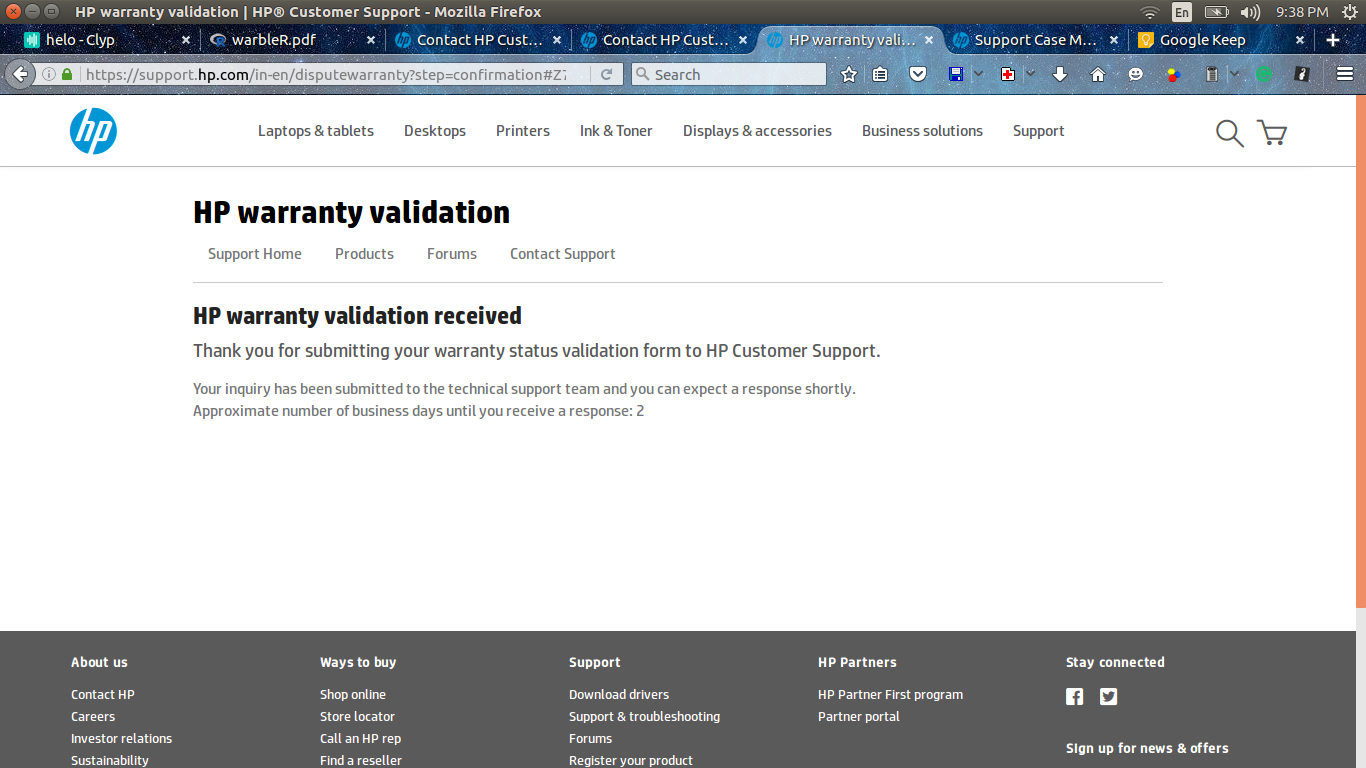 HP warranty validation | HP® Customer Support - Mozilla Firefox
En
9:38 PM
helo - Clyp
warbleR.pdf
Contact HP Cust...
Contact HP Cust...
HP warranty vali...
Support Case M...
Google Keep
https://support.hp.com/in-en/disputewarranty?step=confirmation#Z7
Search
hp
Laptops & tablets
Desktops
Printers
Ink & Toner
Displays & accessories
Business solutions
Support
HP warranty validation
Support Home
Products
Forums
Contact Support
HP warranty validation received
Thank you for submitting your warranty status validation form to HP Customer Support.
Your inquiry has been submitted to the technical support team and you can expect a response shortly.
Approximate number of business days until you receive a response: 2
About us
Contact HP
Careers
Investor relations
Sustainability
Ways to buy
Shop online
Store locator
Call an HP rep
Find a reseller
Support
Download drivers
Support & troubleshooting
Forums
Register your product
HP Partners
HP Partner First program
Partner portal
Stay connected
Sign up for news & offers